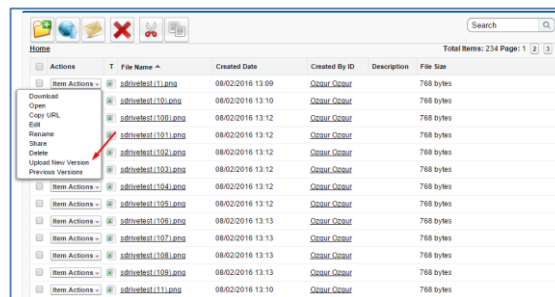 Search
Home
Total Items: 234 Page: 1 2 3
Actions T File Name Created Date Created By ID Description File Size
Item Actions sdrivetest (1).png 08/02/2016 13:09 Ozgur Ozgur 768 bytes
Download
Open
Copy URL
Edit
Rename
Share
Delete
Upload New Version
Previous Versions
sdrivetest (10).png 08/02/2016 13:10 Ozgur Ozgur 768 bytes
sdrivetest (100).png 08/02/2016 13:12 Ozgur Ozgur 768 bytes
sdrivetest (101).png 08/02/2016 13:12 Ozgur Ozgur 768 bytes
sdrivetest (102).png 08/02/2016 13:12 Ozgur Ozgur 768 bytes
sdrivetest (103).png 08/02/2016 13:12 Ozgur Ozgur 768 bytes
Item Actions sdrivetest (104).png 08/02/2016 13:12 Ozgur Ozgur 768 bytes
Item Actions sdrivetest (105).png 08/02/2016 13:12 Ozgur Ozgur 768 bytes
Item Actions sdrivetest (106).png 08/02/2016 13:13 Ozgur Ozgur 768 bytes
Item Actions sdrivetest (107).png 08/02/2016 13:13 Ozgur Ozgur 768 bytes
Item Actions sdrivetest (108).png 08/02/2016 13:13 Ozgur Ozgur 768 bytes
Item Actions sdrivetest (109).png 08/02/2016 13:13 Ozgur Ozgur 768 bytes
Item Actions sdrivetest (11).png 08/02/2016 13:10 Ozgur Ozgur 768 bytes